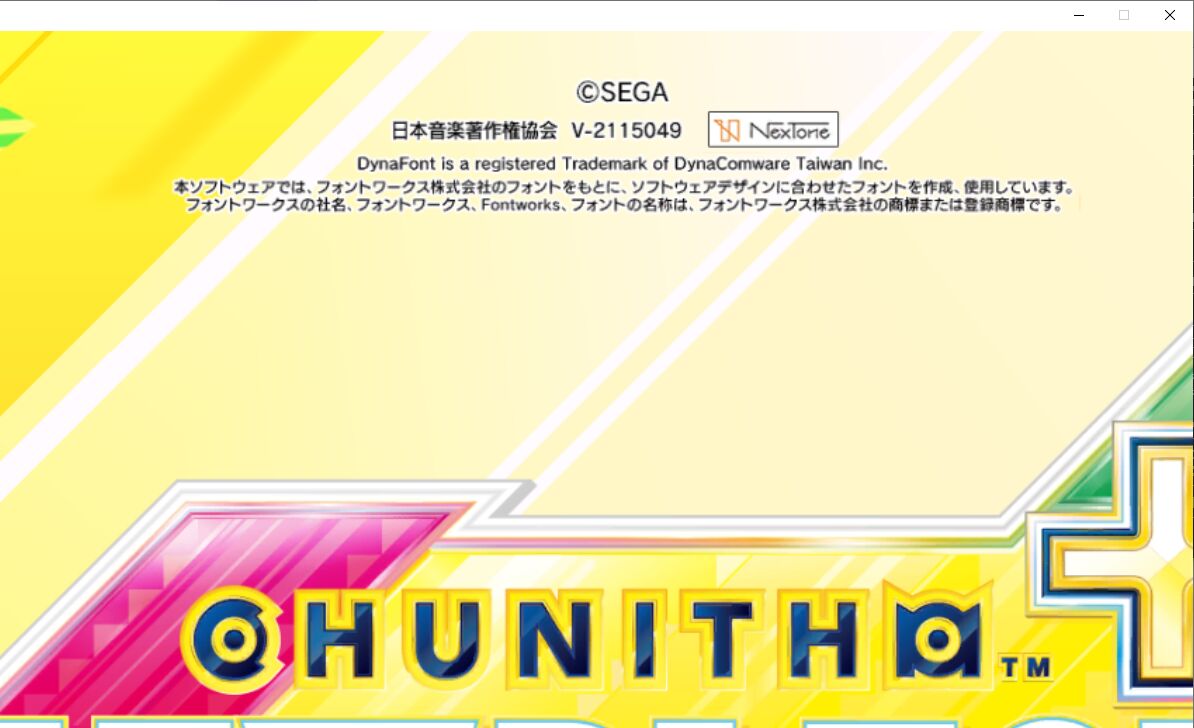 ©SEGA
日本音楽著作権協会 V-2115049 NexTone
DynaFont is a registered Trademark of DynaComware Taiwan Inc.
本ソフトウェアでは、フォントワークス株式会社のフォントをもとに、ソフトウェアデザインに合わせたフォントを作成、使用しています。
フォントワークスの社名、フォントワークス、Fontworks、フォントの名称は、フォントワークス株式会社の商標または登録商標です。
CHUNITHM TM